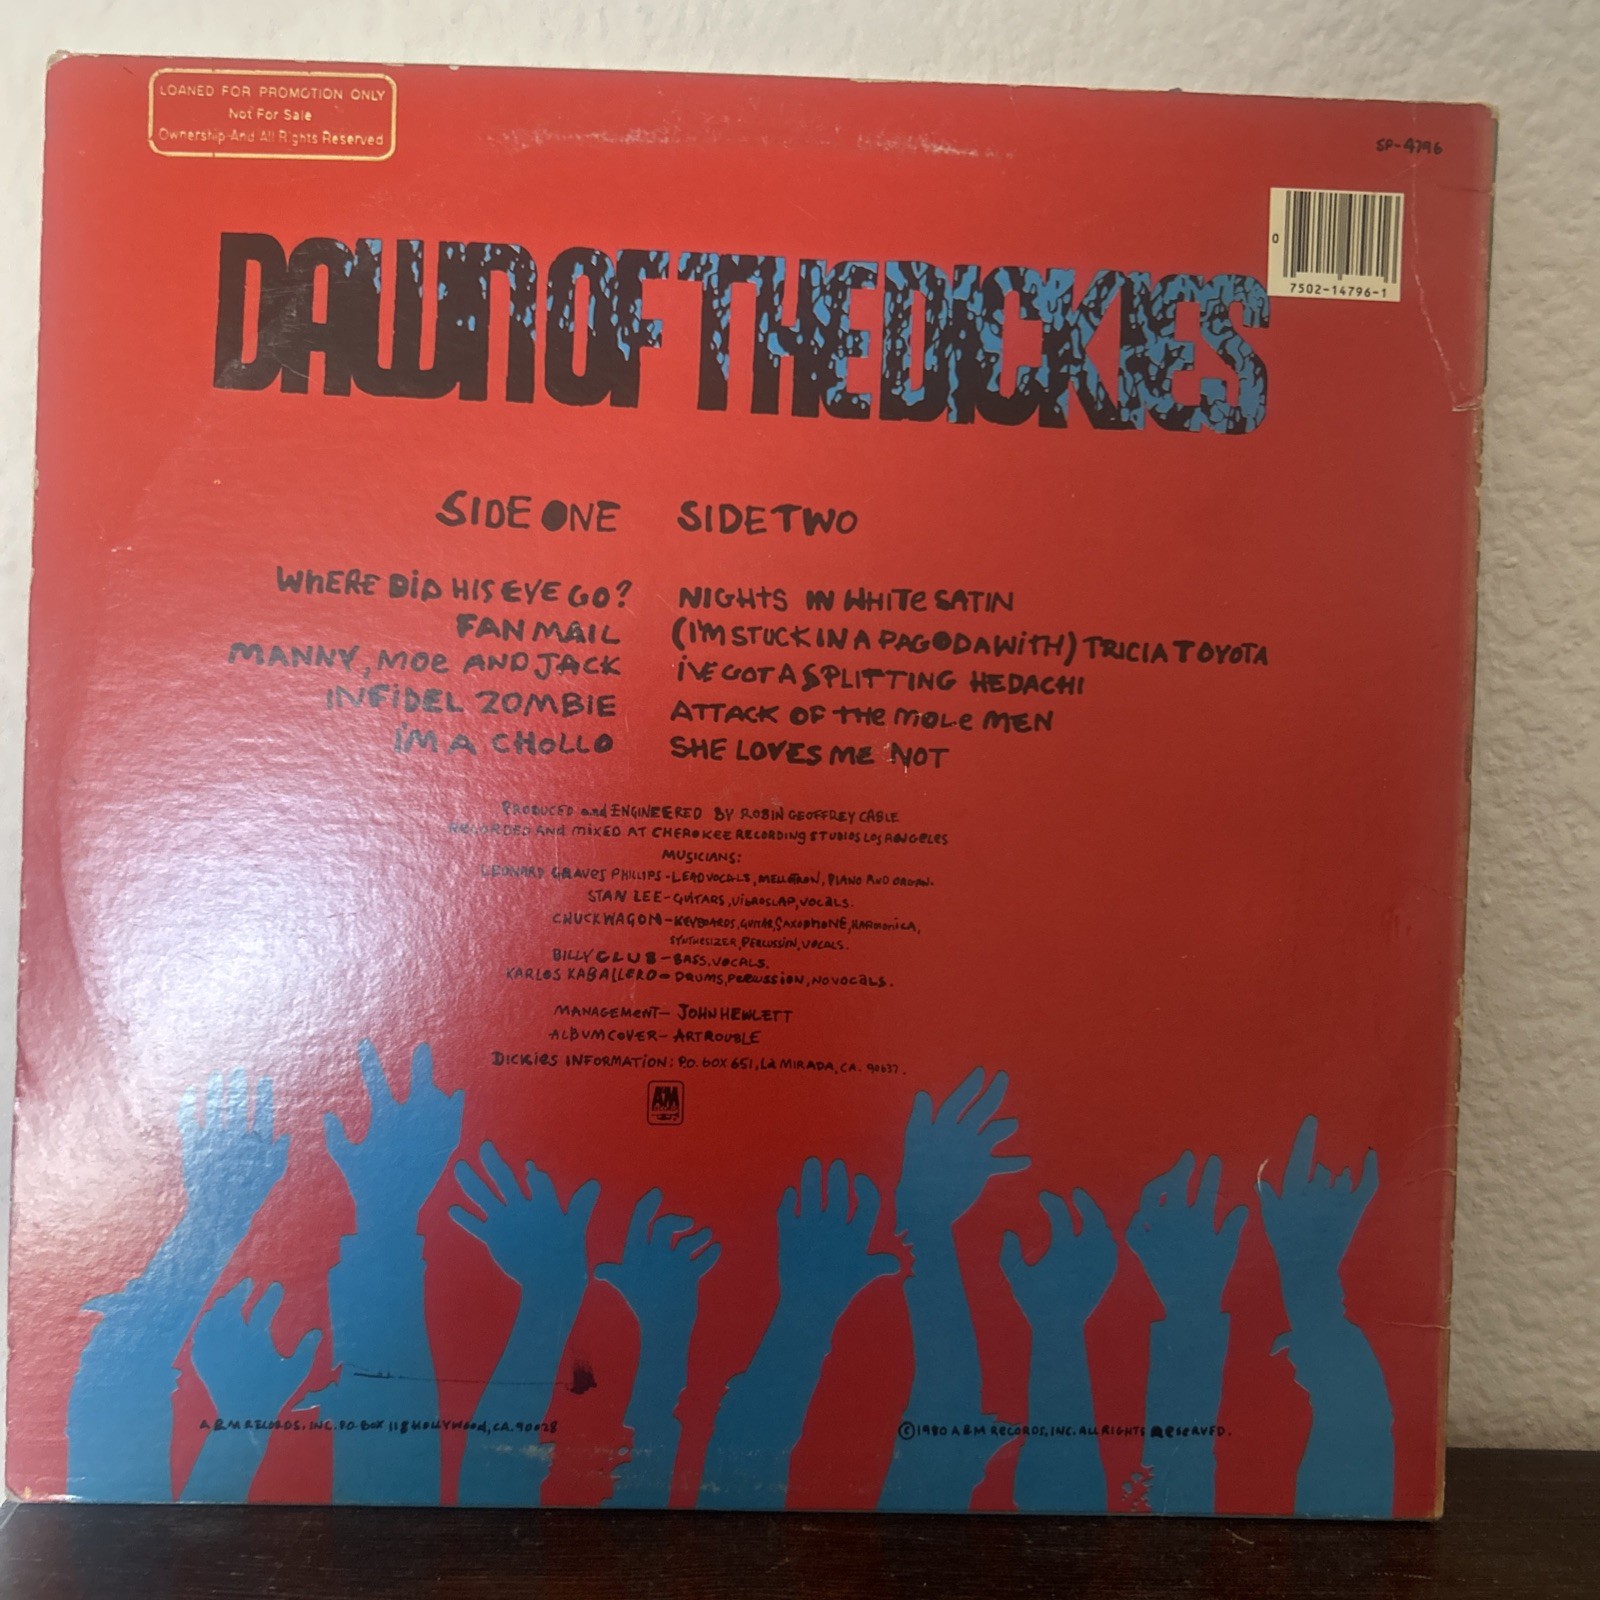 LOANED FOR PROMOTION ONLY
Not For Sale
Ownership And All Rights Reserved
SP-4796
0
7502-14796-1
DAWN OF THE DICKIES
SIDE ONE
WHERE DID HIS EYE GO?
FAN MAIL
MANNY, MOE AND JACK
INFIDEL ZOMBIE
I'M A CHOLLO
SIDE TWO
NIGHTS IN WHITE SATIN
(I'M STUCK IN A PAGODA WITH) TRICIA TOYOTA
I'VE GOT A SPLITTING HEDACHI
ATTACK OF THE MOLE MEN
SHE LOVES ME NOT
PRODUCED and ENGINEERED BY ROBIN GEOFFREY CABLE
RECORDED AND MIXED AT CHEROKEE RECORDING STUDIOS LOS ANGELES
MUSICIANS:
LEONARD GRAVES PHILLIPS - LEAD VOCALS, MELLOTRON, PIANO AND ORGAN.
STAN LEE - GUITARS, VIBROSLAP, VOCALS.
CHUCK WAGON - KEYBOARDS, GUITAR, SAXOPHONE, HARMONICA,
SYNTHESIZER, PERCUSSION, VOCALS.
BILLY CLUB - BASS, VOCALS.
KARLOS KABALLERO - DRUMS, PERCUSSION, NO VOCALS.
MANAGEMENT - JOHN HEWLETT
ALBUM COVER - ARTROUBLE
DICKIES INFORMATION: P.O. BOX 651, LA MIRADA, CA. 90637.
A&M
A&M RECORDS, INC. P.O. BOX 118 HOLLYWOOD, CA. 90028
©1980 A&M RECORDS, INC. ALL RIGHTS RESERVED.